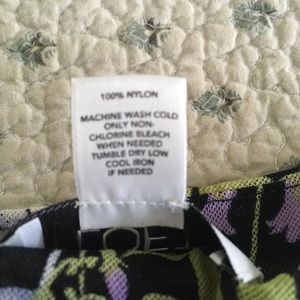 100% NYLON
MACHINE WASH COLD
ONLY NON-
CHLORINE BLEACH
WHEN NEEDED
TUMBLE DRY LOW
COOL IRON
IF NEEDED